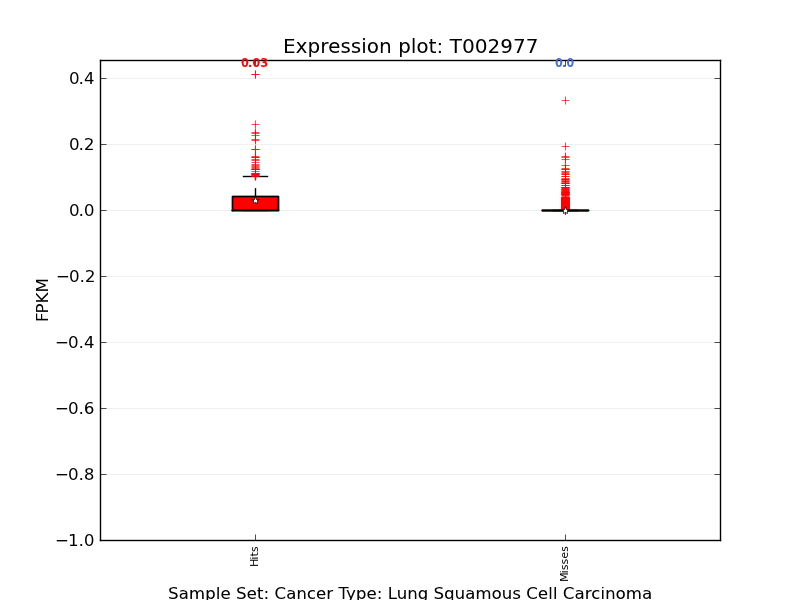 Expression plot: T002977
0.03
0.0
0.4
0.2
0.0
−0.2
−0.4
−0.6
−0.8
−1.0
FPKM
Hits
Misses
Sample Set: Cancer Type: Lung Squamous Cell Carcinoma